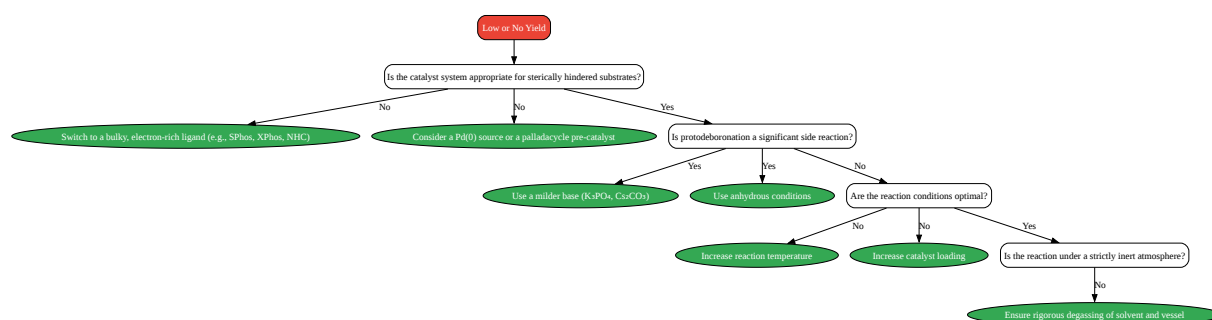 Low or No Yield
Is the catalyst system appropriate for sterically hindered substrates?
No
No
Yes
Switch to a bulky, electron-rich ligand (e.g., SPhos, XPhos, NHC)
Consider a Pd(0) source or a palladacycle pre-catalyst
Is protodeboronation a significant side reaction?
Yes
Yes
No
Use a milder base (K₃PO₄, Cs₂CO₃)
Use anhydrous conditions
Are the reaction conditions optimal?
No
No
Yes
Increase reaction temperature
Increase catalyst loading
Is the reaction under a strictly inert atmosphere?
No
Ensure rigorous degassing of solvent and vessel